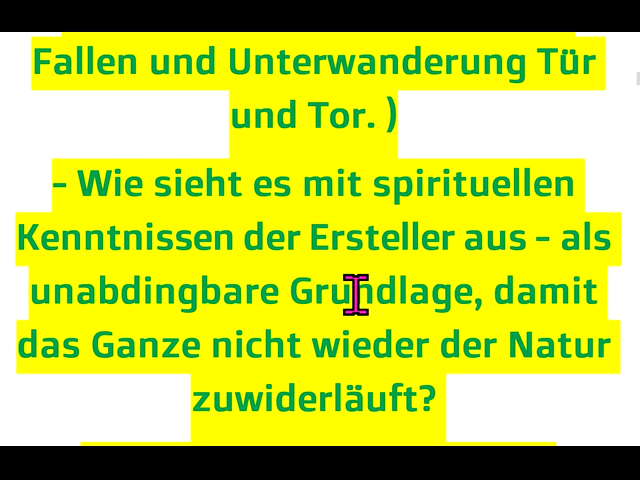 Fallen und Unterwanderung Tür
und Tor. )
- Wie sieht es mit spirituellen
Kenntnissen der Ersteller aus - als
unabdingbare Grundlage, damit
das Ganze nicht wieder der Natur
zuwiderläuft?